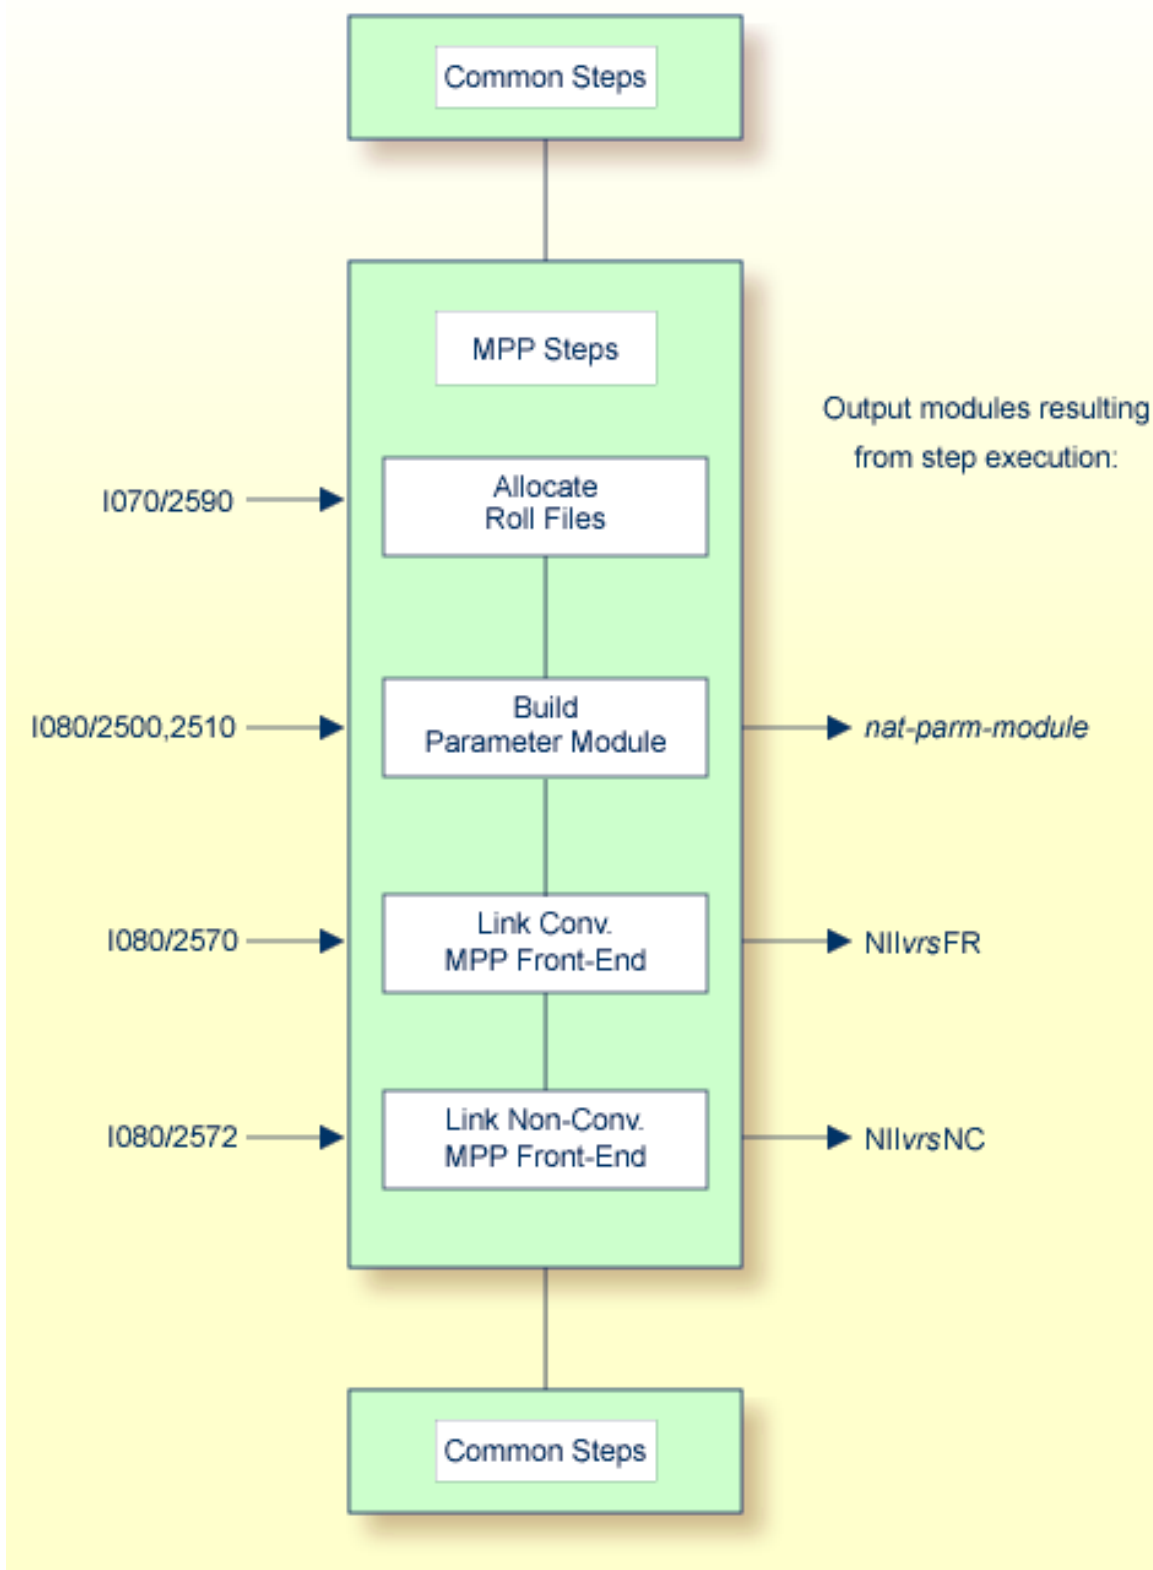 Common Steps
MPP Steps
Output modules resulting
from step execution:
I070/2590
Allocate
Roll Files
I080/2500,2510
Build
Parameter Module
nat-parm-module
I080/2570
Link Conv.
MPP Front-End
NIIvrsFR
I080/2572
Link Non-Conv.
MPP Front-End
NIIvrsNC
Common Steps